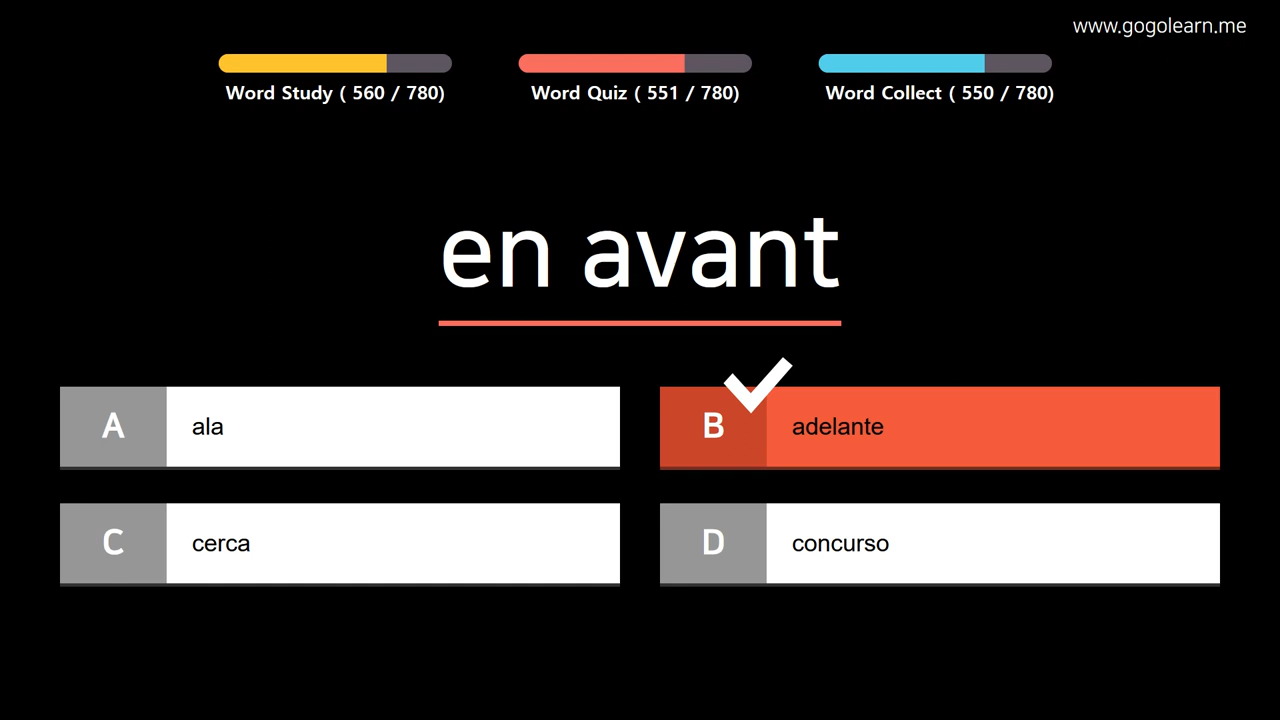 www.gogolearn.me
Word Study ( 560 / 780)
Word Quiz ( 551 / 780)
Word Collect ( 550 / 780)
en avant
A
ala
B
adelante
C
cerca
D
concurso